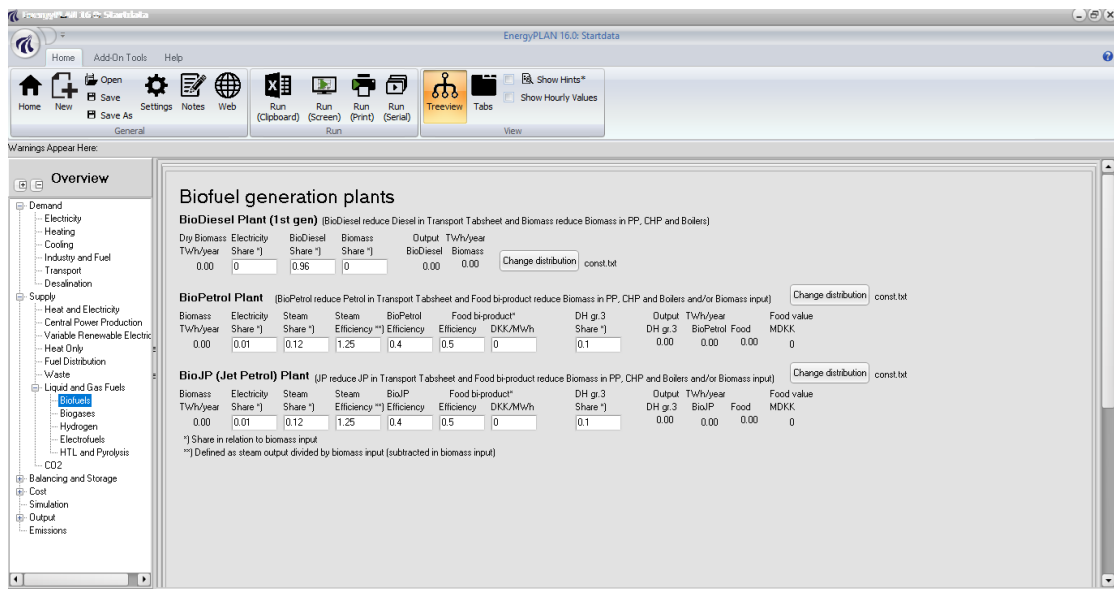 EnergyPLAN 16.0: Startdata
EnergyPLAN 16.0: Startdata
Home Add-On Tools Help
Home
New
Open
Save
Save As
Settings
Notes
Web
General
Run (Clipboard)
Run (Screen)
Run (Print)
Run (Serial)
Run
Treeview
Tabs
Show Hints*
Show Hourly Values
View
Warnings Appear Here:
Overview
Demand
Electricity
Heating
Cooling
Industry and Fuel
Transport
Desalination
Supply
Heat and Electricity
Central Power Production
Variable Renewable Electric
Heat Only
Fuel Distribution
Waste
Liquid and Gas Fuels
Biofuels
Biogases
Hydrogen
Electrofuels
HTL and Pyrolysis
CO2
Balancing and Storage
Cost
Simulation
Output
Emissions
Biofuel generation plants
BioDiesel Plant (1st gen) (BioDiesel reduce Diesel in Transport Tabsheet and Biomass reduce Biomass in PP, CHP and Boilers)
Dry Biomass Electricity BioDiesel Biomass Output TWh/year
TWh/year Share *) Share *) Share *) BioDiesel Biomass
0.00 0 0.96 0 0.00 0.00 Change distribution const.txt
BioPetrol Plant (BioPetrol reduce Petrol in Transport Tabsheet and Food bi-product reduce Biomass in PP, CHP and Boilers and/or Biomass input) Change distribution const.txt
Biomass Electricity Steam Steam BioPetrol Food bi-product* DH gr.3 Output TWh/year Food value
TWh/year Share *) Share *) Efficiency **) Efficiency Efficiency DKK/MWh Share *) DH gr.3 BioPetrol Food MDKK
0.00 0.01 0.12 1.25 0.4 0.5 0 0.1 0.00 0.00 0.00 0
BioJP (Jet Petrol) Plant (JP reduce JP in Transport Tabsheet and Food bi-product reduce Biomass in PP, CHP and Boilers and/or Biomass input) Change distribution const.txt
Biomass Electricity Steam Steam BioJP Food bi-product* DH gr.3 Output TWh/year Food value
TWh/year Share *) Share *) Efficiency **) Efficiency Efficiency DKK/MWh Share *) DH gr.3 BioJP Food MDKK
0.00 0.01 0.12 1.25 0.4 0.5 0 0.1 0.00 0.00 0.00 0
*) Share in relation to biomass input
**) Defined as steam output divided by biomass input (subtracted in biomass input)